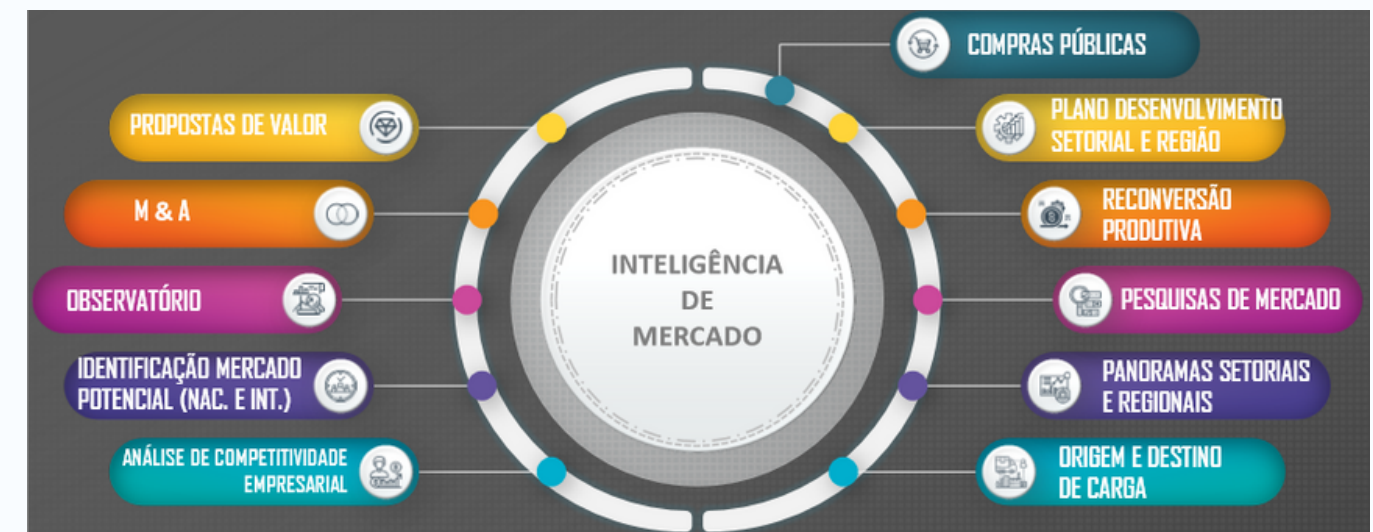 COMPRAS PÚBLICAS
PROPOSTAS DE VALOR
M & A
OBSERVATÓRIO
IDENTIFICAÇÃO MERCADO
POTENCIAL (NAC. E INT.)
ANÁLISE DE COMPETITIVIDADE
EMPRESARIAL
INTELIGÊNCIA
DE
MERCADO
PLANO DESENVOLVIMENTO
SETORIAL E REGIÃO
RECONVERSÃO
PRODUTIVA
PESQUISAS DE MERCADO
PANORAMAS SETORIAIS
E REGIONAIS
ORIGEM E DESTINO
DE CARGA